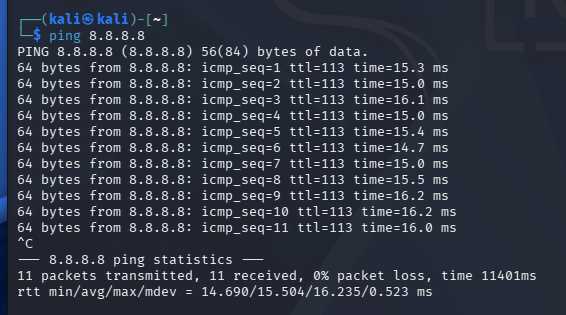 ┌──(kali㉿kali)-[~]
└─$ ping 8.8.8.8
PING 8.8.8.8 (8.8.8.8) 56(84) bytes of data.
64 bytes from 8.8.8.8: icmp_seq=1 ttl=113 time=15.3 ms
64 bytes from 8.8.8.8: icmp_seq=2 ttl=113 time=15.0 ms
64 bytes from 8.8.8.8: icmp_seq=3 ttl=113 time=16.1 ms
64 bytes from 8.8.8.8: icmp_seq=4 ttl=113 time=15.0 ms
64 bytes from 8.8.8.8: icmp_seq=5 ttl=113 time=15.4 ms
64 bytes from 8.8.8.8: icmp_seq=6 ttl=113 time=14.7 ms
64 bytes from 8.8.8.8: icmp_seq=7 ttl=113 time=15.0 ms
64 bytes from 8.8.8.8: icmp_seq=8 ttl=113 time=15.5 ms
64 bytes from 8.8.8.8: icmp_seq=9 ttl=113 time=16.2 ms
64 bytes from 8.8.8.8: icmp_seq=10 ttl=113 time=16.2 ms
64 bytes from 8.8.8.8: icmp_seq=11 ttl=113 time=16.0 ms
^C
--- 8.8.8.8 ping statistics ---
11 packets transmitted, 11 received, 0% packet loss, time 11401ms
rtt min/avg/max/mdev = 14.690/15.504/16.235/0.523 ms